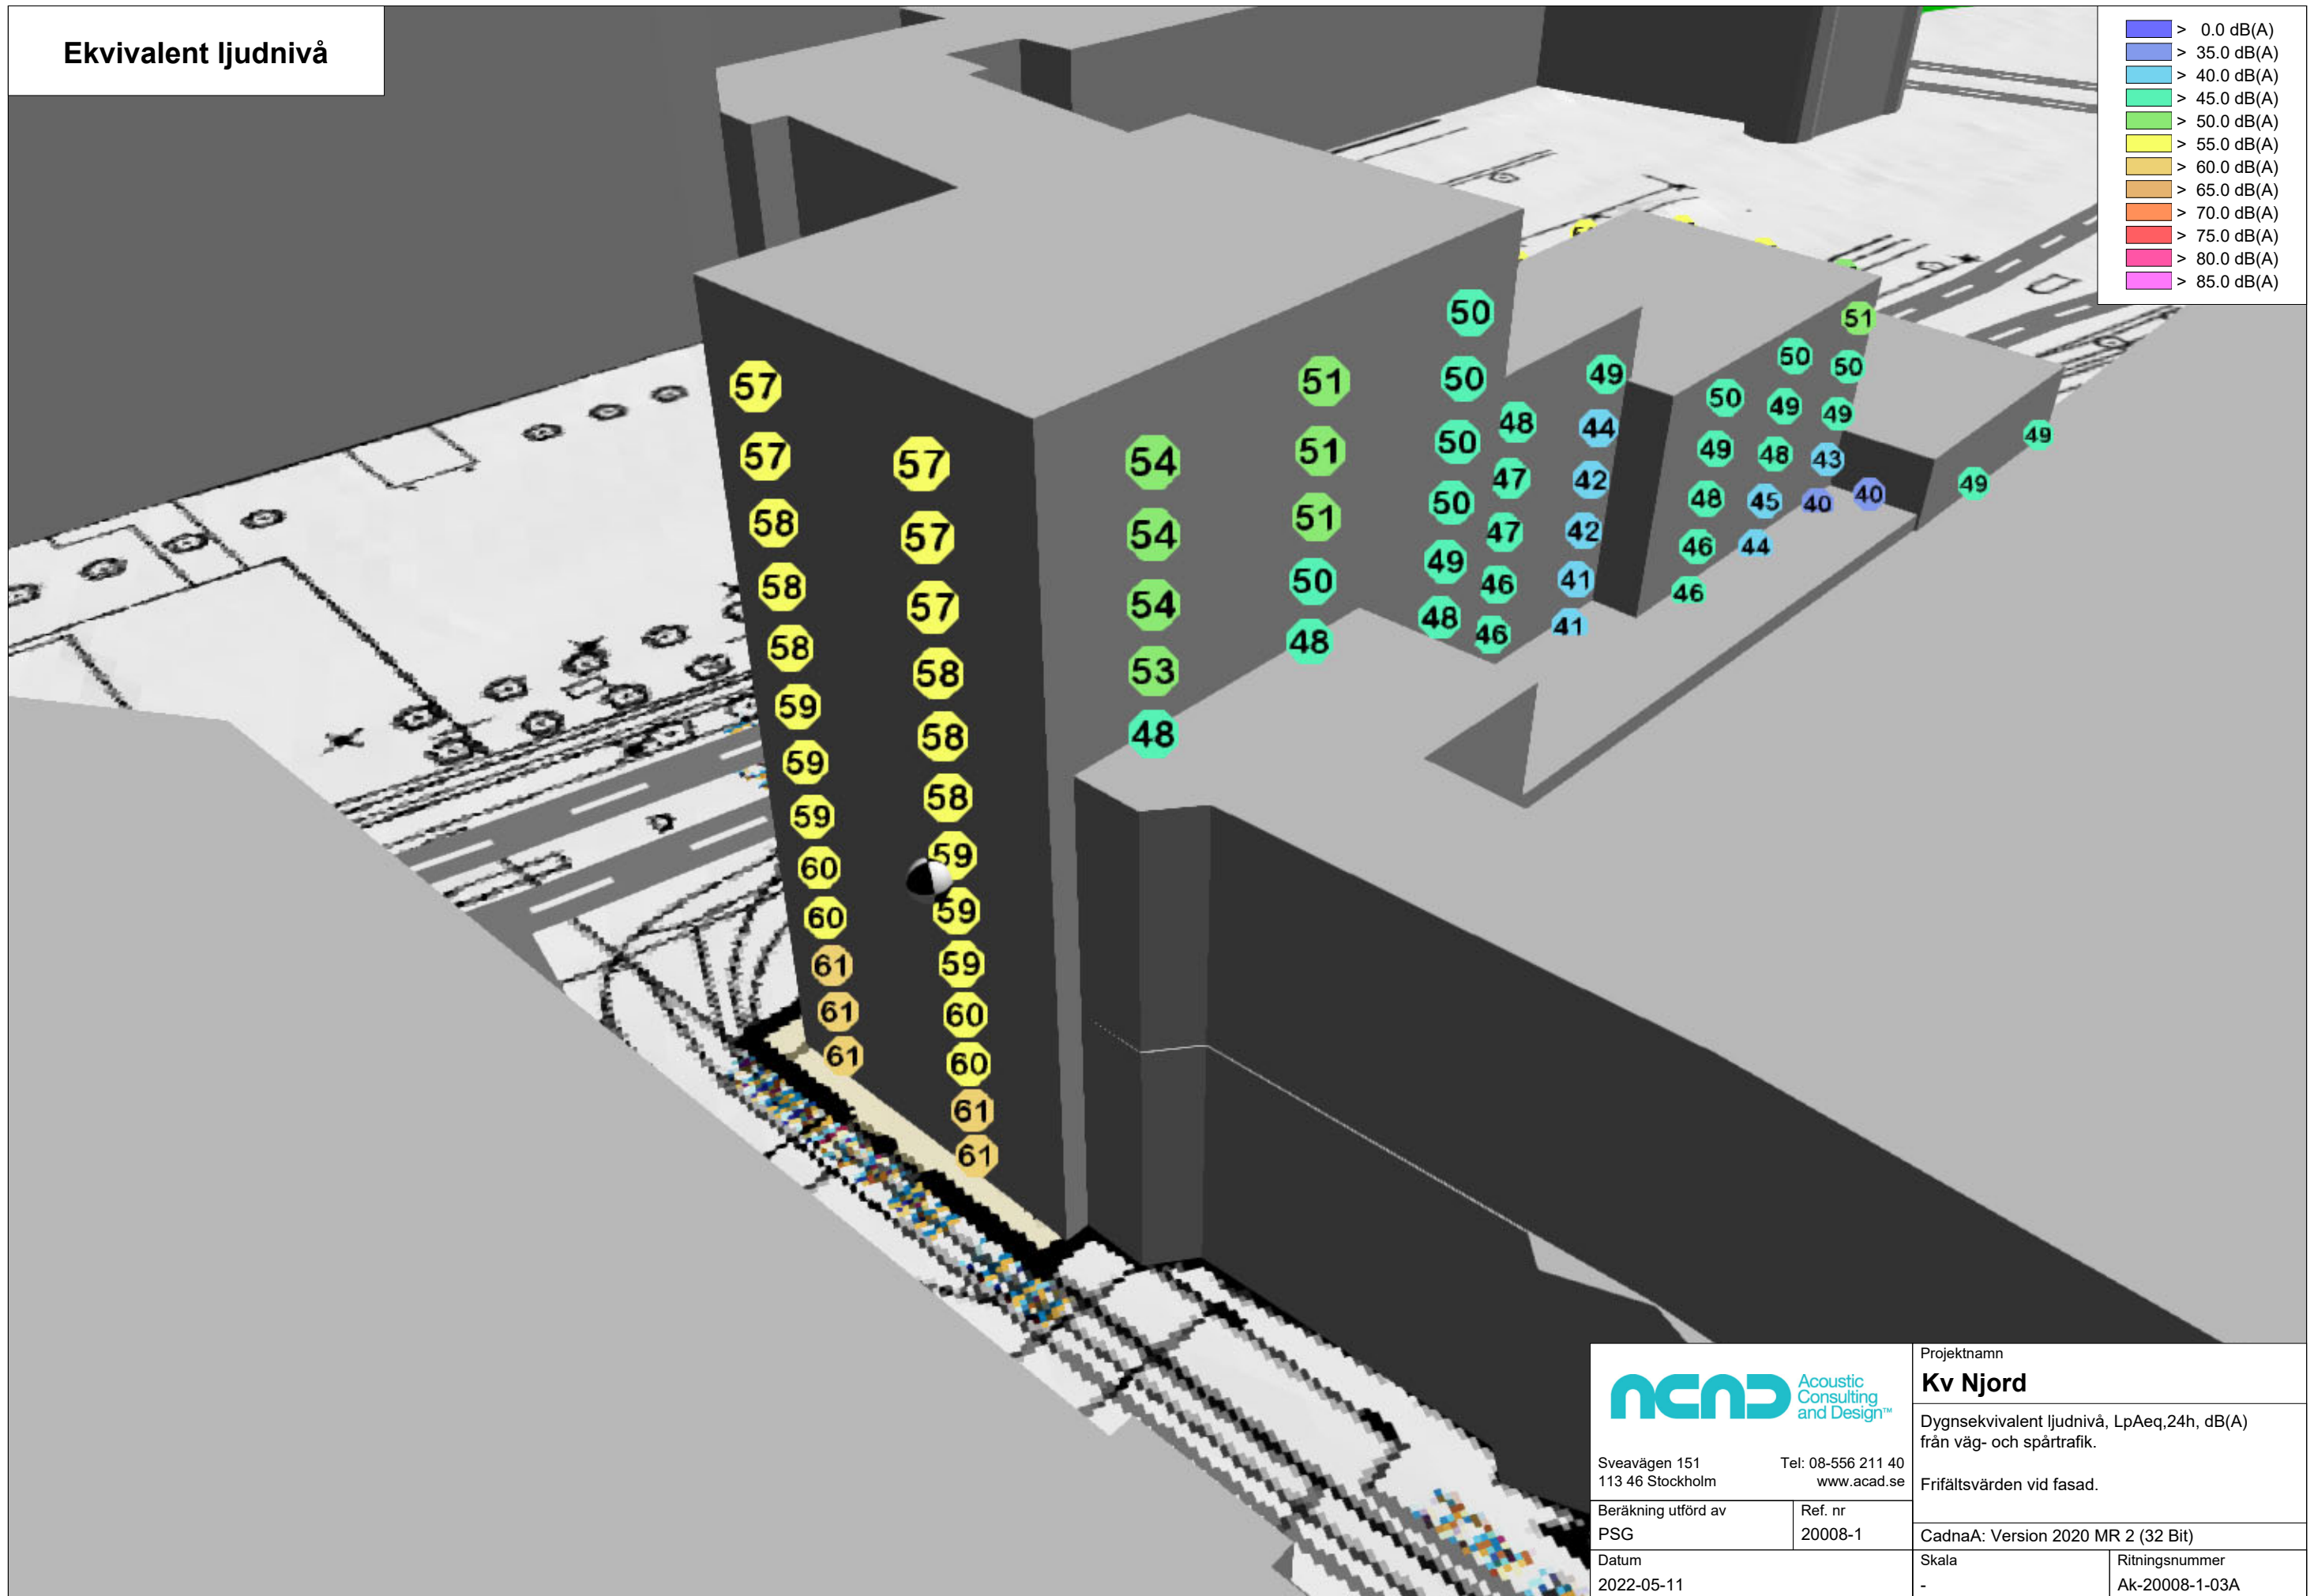 Ekvivalent ljudnivå
> 0.0 dB(A)
> 35.0 dB(A)
> 40.0 dB(A)
> 45.0 dB(A)
> 50.0 dB(A)
> 55.0 dB(A)
> 60.0 dB(A)
> 65.0 dB(A)
> 70.0 dB(A)
> 75.0 dB(A)
> 80.0 dB(A)
> 85.0 dB(A)
57
57
58
58
58
59
59
59
60
60
61
61
61
57
57
57
58
58
58
59
59
59
60
60
61
61
54
54
54
53
48
51
51
51
50
48
50
50
50
50
49
48
48
47
47
46
46
49
44
42
42
41
41
50
49
48
46
46
50
49
48
45
44
51
50
49
43
40
40
49
49
acad
Acoustic
Consulting
and Design™
Sveavägen 151 Tel: 08-556 211 40
113 46 Stockholm www.acad.se
Beräkning utförd av
PSG
Ref. nr
20008-1
Datum
2022-05-11
Projektnamn
Kv Njord
Dygnsekvivalent ljudnivå, LpAeq,24h, dB(A)
från väg- och spårtrafik.
Frifältsvärden vid fasad.
CadnaA: Version 2020 MR 2 (32 Bit)
Skala
-
Ritningsnummer
Ak-20008-1-03A